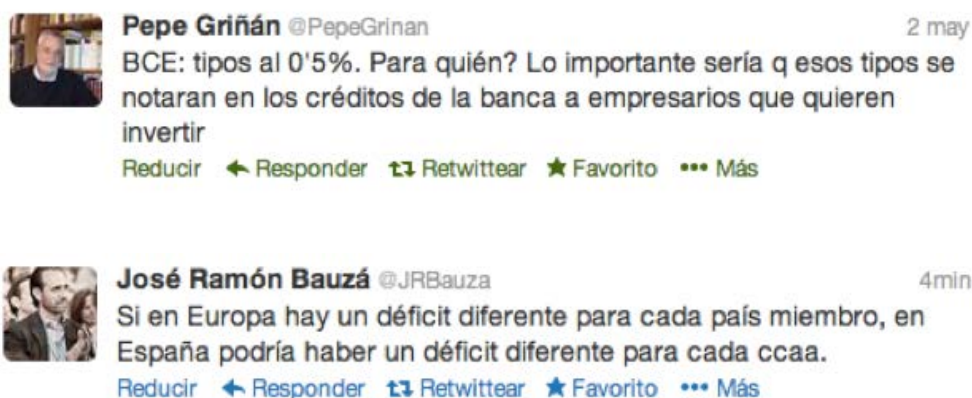 Pepe Griñán @PepeGrinan 2 may
BCE: tipos al 0'5%. Para quién? Lo importante sería q esos tipos se
notaran en los créditos de la banca a empresarios que quieren
invertir
Reducir Responder Retwittear Favorito Más
José Ramón Bauzá @JRBauza 4min
Si en Europa hay un déficit diferente para cada país miembro, en
España podría haber un déficit diferente para cada ccaa.
Reducir Responder Retwittear Favorito Más